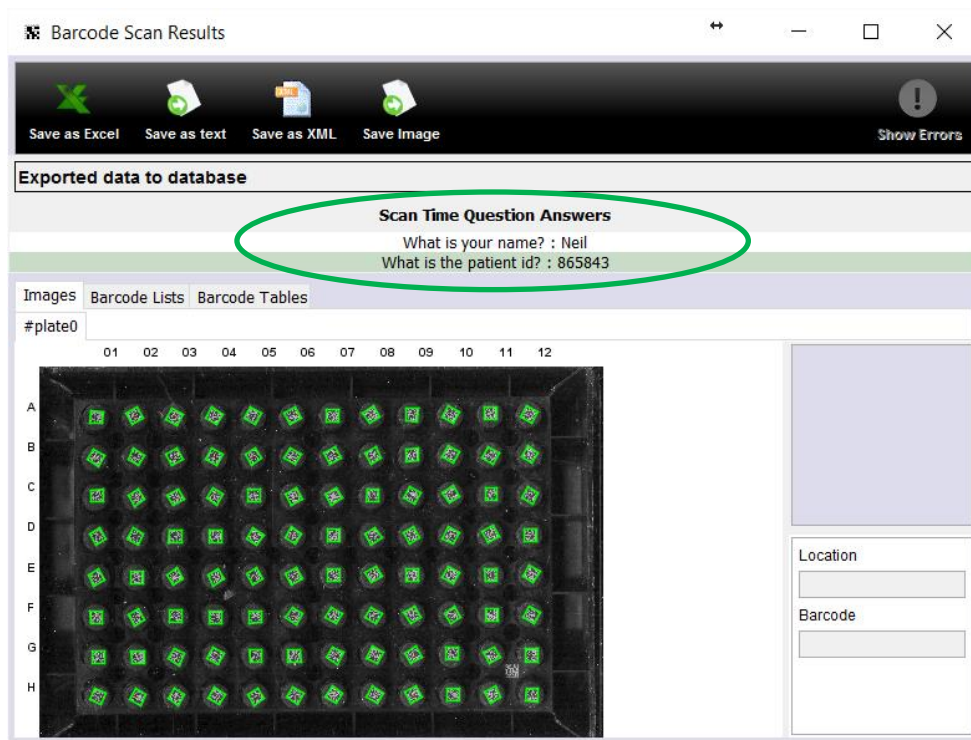 Barcode Scan Results
Save as Excel Save as text Save as XML Save Image Show Errors
Exported data to database
Scan Time Question Answers
What is your name? : Neil
What is the patient id? : 865843
Images Barcode Lists Barcode Tables
#plate0
01 02 03 04 05 06 07 08 09 10 11 12
A
B
C
D
E
F
G
H
Location
Barcode